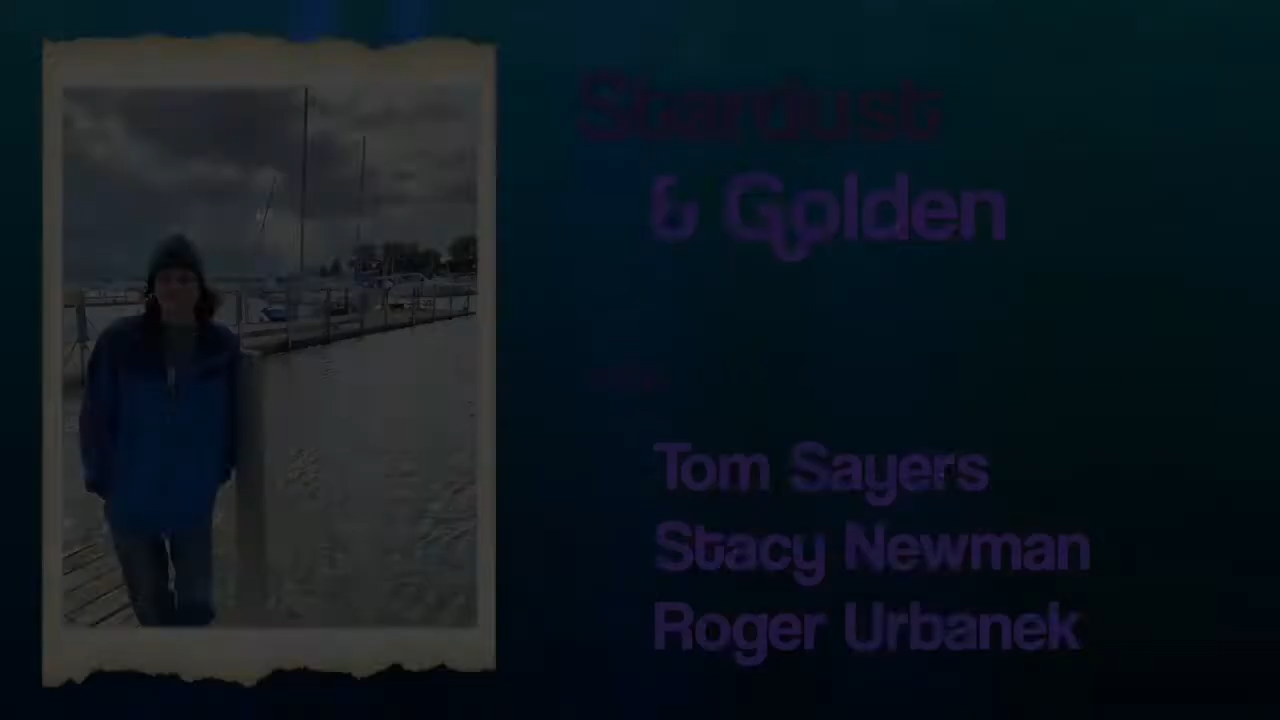 Stardust
& Golden
Tom Sayers
Stacy Newman
Roger Urbanek